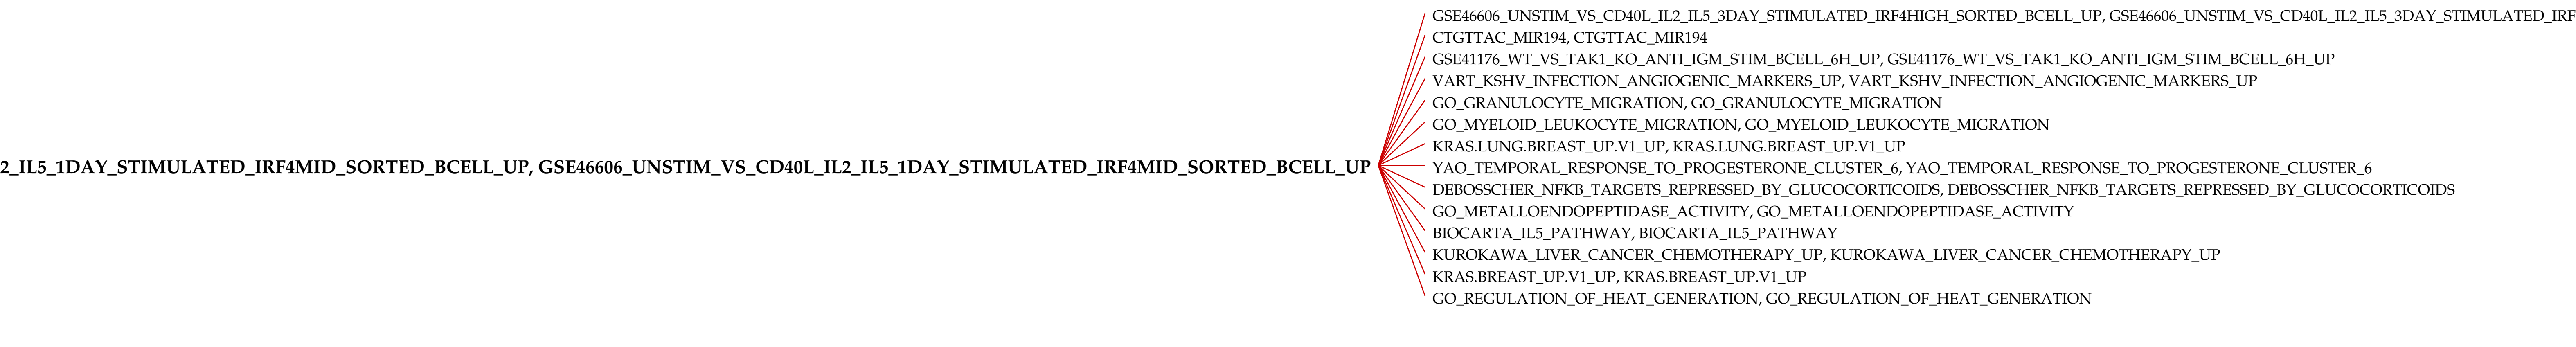 GSE46606_UNSTIM_VS_CD40L_IL2_IL5_3DAY_STIMULATED_IRF4HIGH_SORTED_BCELL_UP, GSE46606_UNSTIM_VS_CD40L_IL2_IL5_3DAY_STIMULATED_IRF
CTGTTAC_MIR194, CTGTTAC_MIR194
GSE41176_WT_VS_TAK1_KO_ANTI_IGM_STIM_BCELL_6H_UP, GSE41176_WT_VS_TAK1_KO_ANTI_IGM_STIM_BCELL_6H_UP
VART_KSHV_INFECTION_ANGIOGENIC_MARKERS_UP, VART_KSHV_INFECTION_ANGIOGENIC_MARKERS_UP
GO_GRANULOCYTE_MIGRATION, GO_GRANULOCYTE_MIGRATION
GO_MYELOID_LEUKOCYTE_MIGRATION, GO_MYELOID_LEUKOCYTE_MIGRATION
KRAS.LUNG.BREAST_UP.V1_UP, KRAS.LUNG.BREAST_UP.V1_UP
2_IL5_1DAY_STIMULATED_IRF4MID_SORTED_BCELL_UP, GSE46606_UNSTIM_VS_CD40L_IL2_IL5_1DAY_STIMULATED_IRF4MID_SORTED_BCELL_UP
YAO_TEMPORAL_RESPONSE_TO_PROGESTERONE_CLUSTER_6, YAO_TEMPORAL_RESPONSE_TO_PROGESTERONE_CLUSTER_6
DEBOSSCHER_NFKB_TARGETS_REPRESSED_BY_GLUCOCORTICOIDS, DEBOSSCHER_NFKB_TARGETS_REPRESSED_BY_GLUCOCORTICOIDS
GO_METALLOENDOPEPTIDASE_ACTIVITY, GO_METALLOENDOPEPTIDASE_ACTIVITY
BIOCARTA_IL5_PATHWAY, BIOCARTA_IL5_PATHWAY
KUROKAWA_LIVER_CANCER_CHEMOTHERAPY_UP, KUROKAWA_LIVER_CANCER_CHEMOTHERAPY_UP
KRAS.BREAST_UP.V1_UP, KRAS.BREAST_UP.V1_UP
GO_REGULATION_OF_HEAT_GENERATION, GO_REGULATION_OF_HEAT_GENERATION